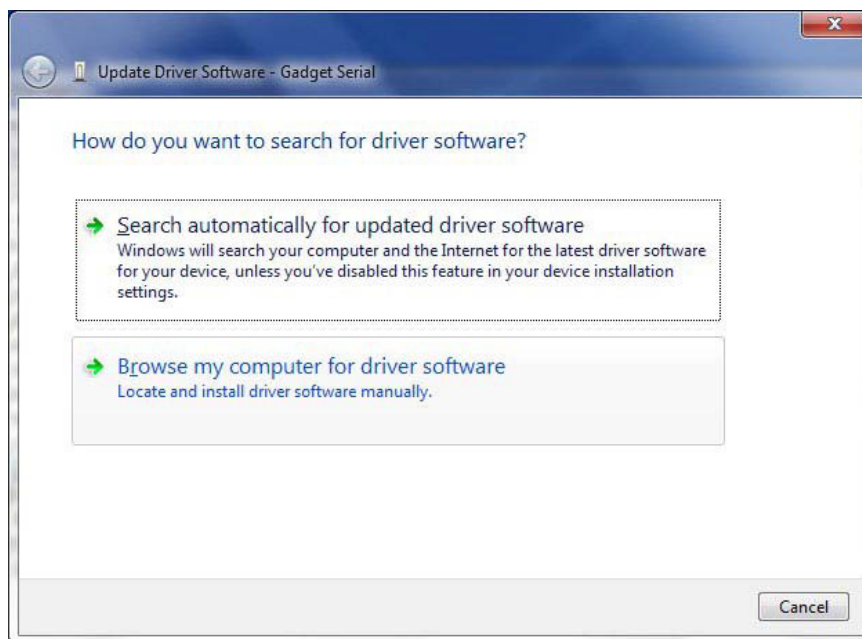 Update Driver Software - Gadget Serial
How do you want to search for driver software?
Search automatically for updated driver software
Windows will search your computer and the Internet for the latest driver software
for your device, unless you've disabled this feature in your device installation
settings.
Browse my computer for driver software
Locate and install driver software manually.
Cancel